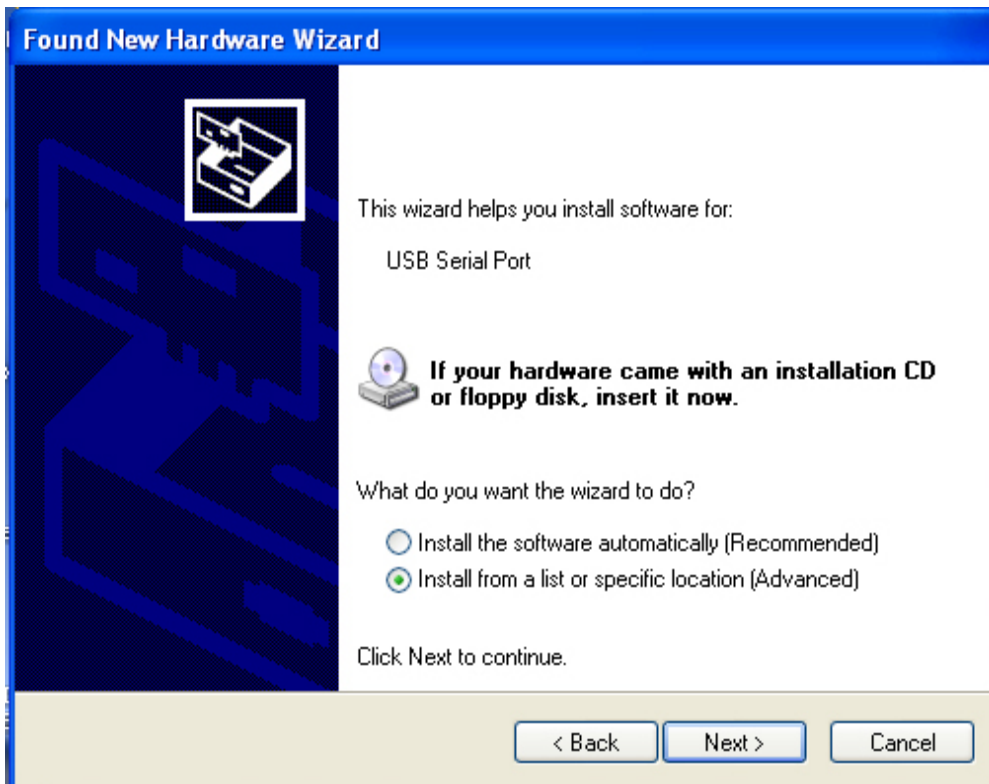 Found New Hardware Wizard
This wizard helps you install software for:
USB Serial Port
If your hardware came with an installation CD
or floppy disk, insert it now.
What do you want the wizard to do?
Install the software automatically (Recommended)
Install from a list or specific location (Advanced)
Click Next to continue.
< Back
Next >
Cancel